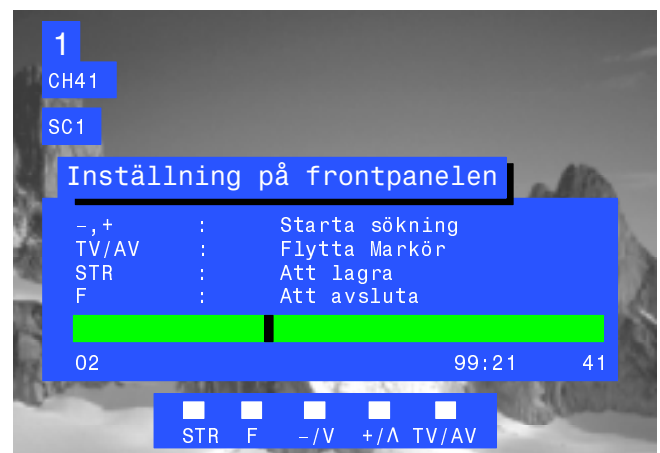 1
CH41
SC1
Inställning på frontpanelen
-,+ : Starta sökning
TV/AV : Flytta Markör
STR : Att lagra
F : Att avsluta
02 99:21 41
STR F -/V +/Λ TV/AV